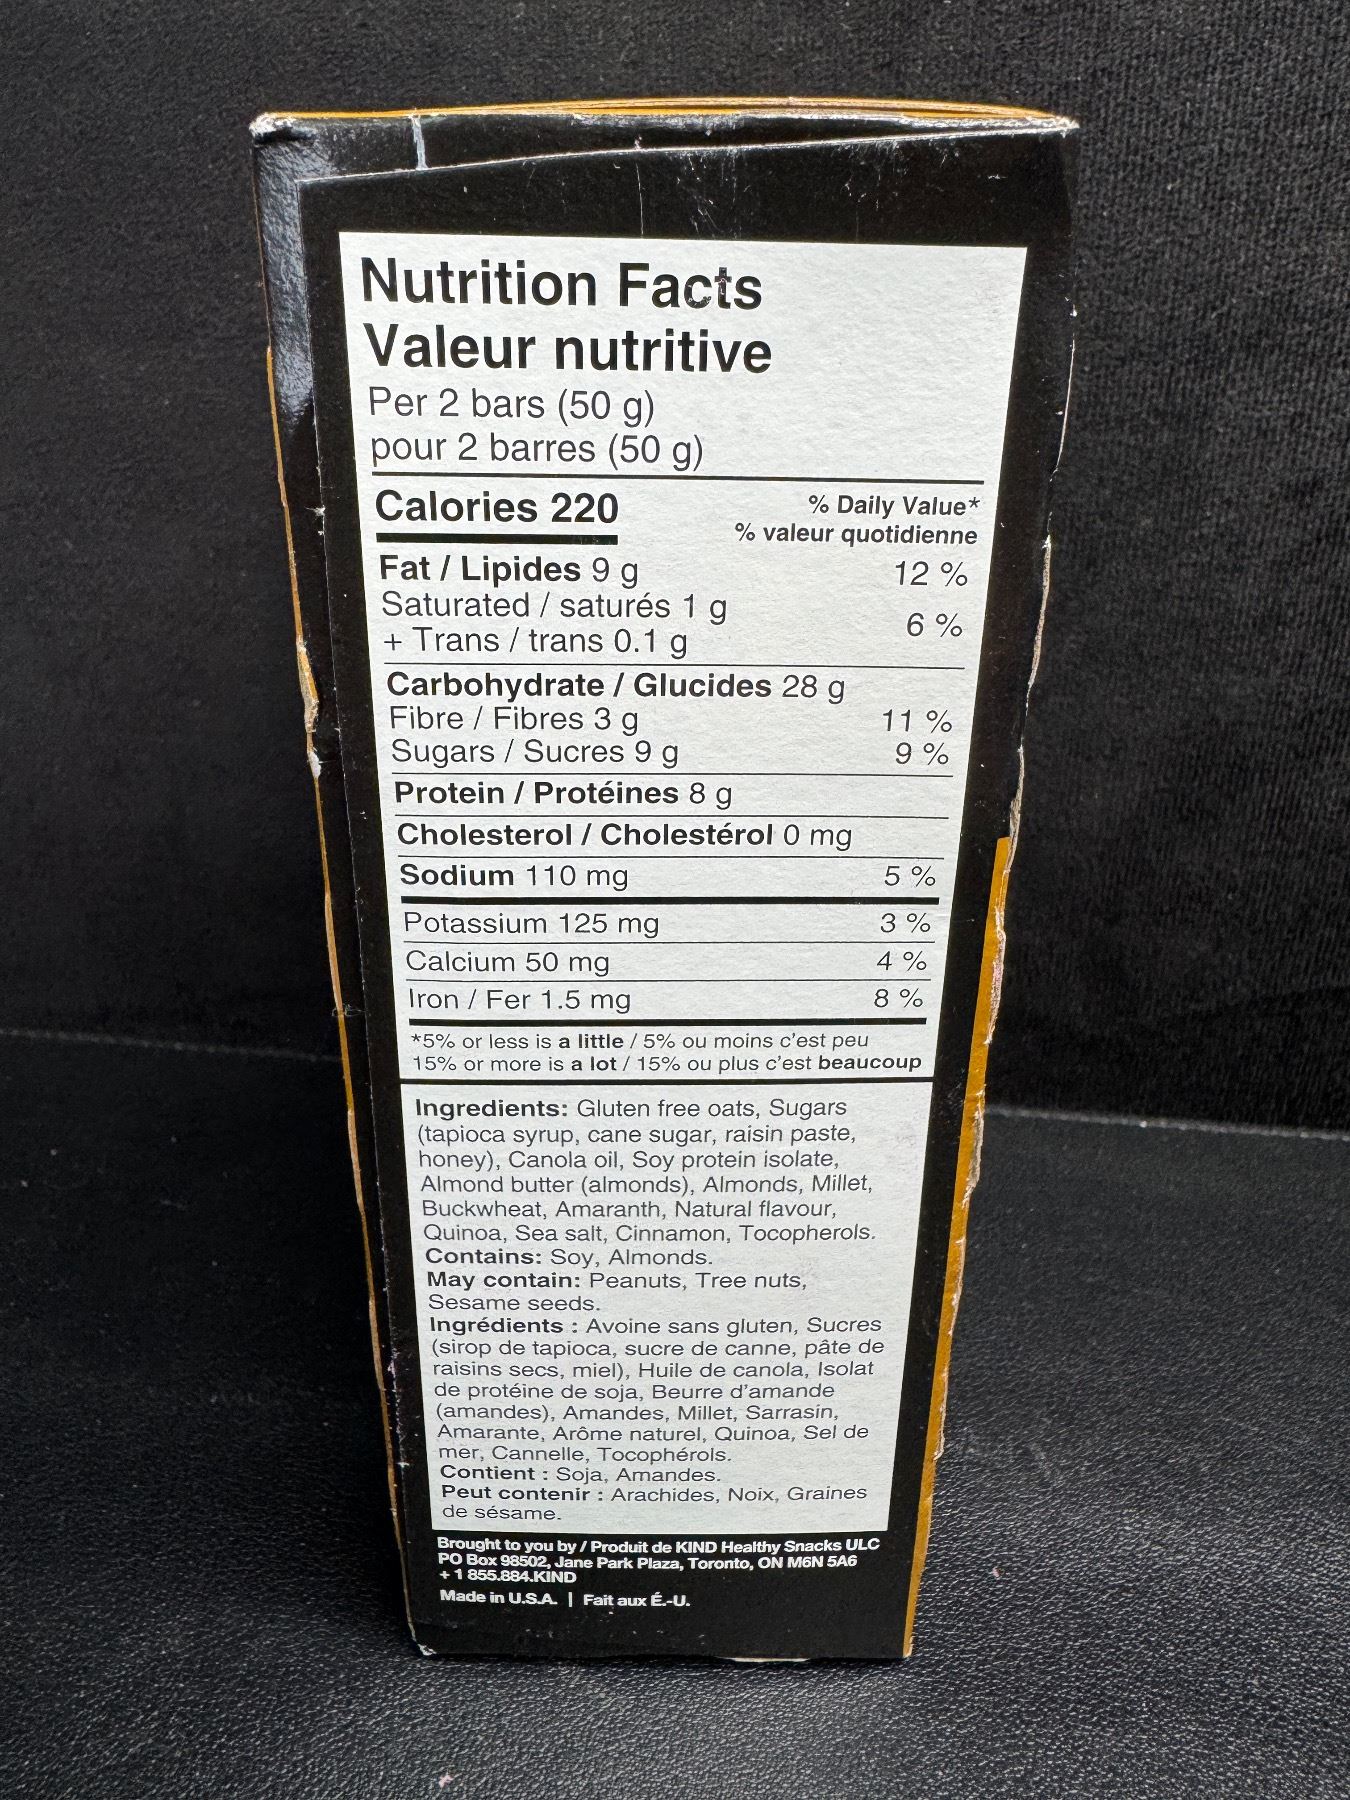 Nutrition Facts
Valeur nutritive
Per 2 bars (50 g)
pour 2 barres (50 g)
Calories 220
% Daily Value*
% valeur quotidienne
Fat / Lipides 9 g 12 %
Saturated / saturés 1 g
+ Trans / trans 0.1 g 6 %
Carbohydrate / Glucides 28 g
Fibre / Fibres 3 g 11 %
Sugars / Sucres 9 g 9 %
Protein / Protéines 8 g
Cholesterol / Cholestérol 0 mg
Sodium 110 mg 5 %
Potassium 125 mg 3 %
Calcium 50 mg 4 %
Iron / Fer 1.5 mg 8 %
*5% or less is a little / 5% ou moins c'est peu
15% or more is a lot / 15% ou plus c'est beaucoup
Ingredients: Gluten free oats, Sugars
(tapioca syrup, cane sugar, raisin paste,
honey), Canola oil, Soy protein isolate,
Almond butter (almonds), Almonds, Millet,
Buckwheat, Amaranth, Natural flavour,
Quinoa, Sea salt, Cinnamon, Tocopherols.
Contains: Soy, Almonds.
May contain: Peanuts, Tree nuts,
Sesame seeds.
Ingrédients : Avoine sans gluten, Sucres
(sirop de tapioca, sucre de canne, pâte de
raisins secs, miel), Huile de canola, Isolat
de protéine de soja, Beurre d'amande
(amandes), Amandes, Millet, Sarrasin,
Amarante, Arôme naturel, Quinoa, Sel de
mer, Cannelle, Tocophérols.
Contient : Soja, Amandes.
Peut contenir : Arachides, Noix, Graines
de sésame.
Brought to you by / Produit de KIND Healthy Snacks ULC
PO Box 98502, Jane Park Plaza, Toronto, ON M6N 5A6
+ 1 855.884.KIND
Made in U.S.A. | Fait aux É.-U.